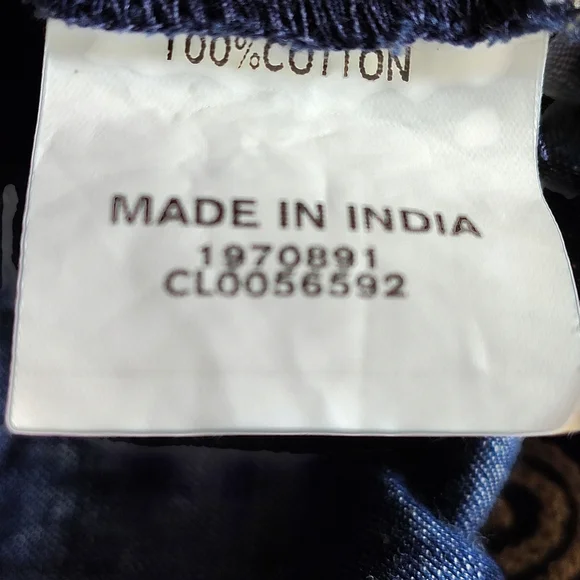 100%COTTON
MADE IN INDIA
1970891
CL0056592